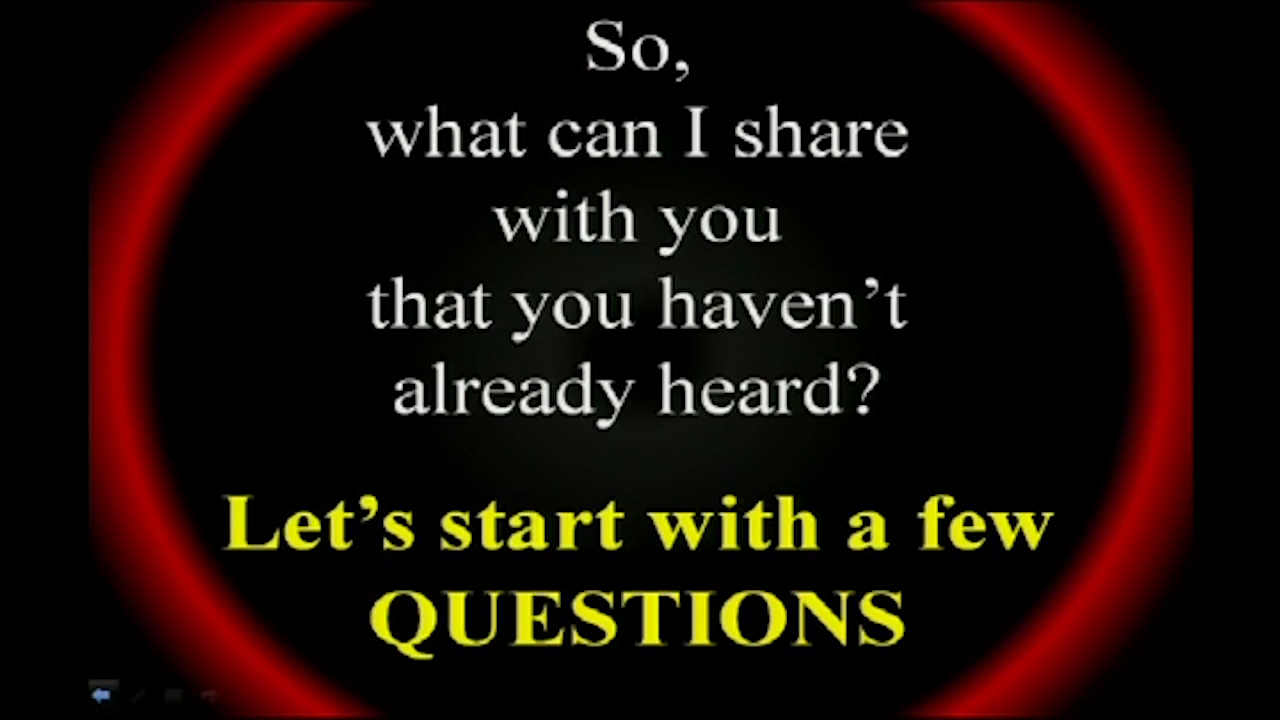 So,
what can I share
with you
that you haven’t
already heard?
Let’s start with a few
QUESTIONS